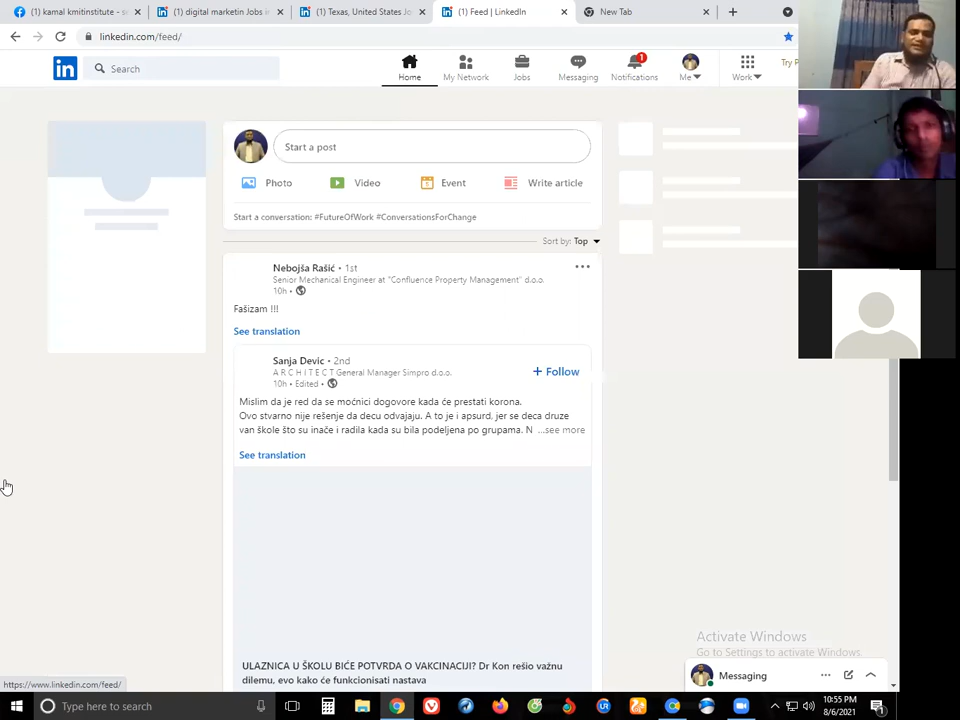 (1) kamal kmitinstitute - se
(1) digital marketin Jobs i
(1) Texas, United States Jo
(1) Feed | LinkedIn
New Tab
linkedin.com/feed/
in
Search
Home
My Network
Jobs
Messaging
1
Notifications
Me
Work
Try P
Start a post
Photo
Video
Event
Write article
Start a conversation: #FutureOfWork #ConversationsForChange
Sort by: Top
Nebojša Rašić • 1st
Senior Mechanical Engineer at "Confluence Property Management" d.o.o.
10h •
Fašizam !!!
See translation
Sanja Devic • 2nd
A R C H I T E C T General Manager Simpro d.o.o.
10h • Edited •
+ Follow
Mislim da je red da se moćnici dogovore kada će prestati korona.
Ovo stvarno nije rešenje da decu odvajaju. A to je i apsurd, jer se deca druze
van škole što su inače i radila kada su bila podeljena po grupama. N ...see more
See translation
ULAZNICA U ŠKOLU BIĆE POTVRDA O VAKCINACIJI? Dr Kon rešio važnu
dilemu, evo kako će funkcionisati nastava
Activate Windows
Go to Settings to activate Windows.
Messaging
https://www.linkedin.com/feed/
Type here to search
10:55 PM
8/6/2021
1